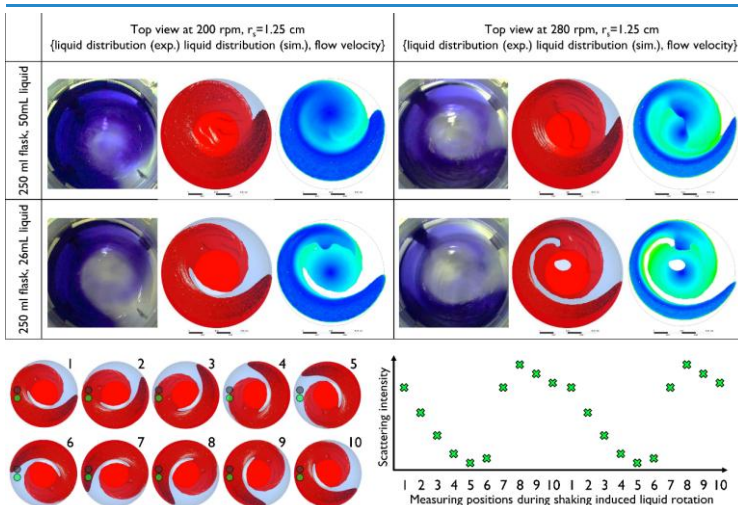 Top view at 200 rpm, rₛ=1.25 cm
{liquid distribution (exp.) liquid distribution (sim.), flow velocity}
Top view at 280 rpm, rₛ=1.25 cm
{liquid distribution (exp.) liquid distribution (sim.), flow velocity}
250 ml flask, 50mL liquid
250 ml flask, 26mL liquid
1
2
3
4
5
6
7
8
9
10
Scattering intensity
1 2 3 4 5 6 7 8 9 10 1 2 3 4 5 6 7 8 9 10
Measuring positions during shaking induced liquid rotation